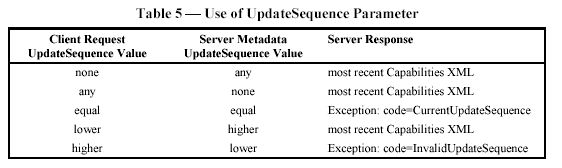 Table 5 — Use of UpdateSequence Parameter
Client Request UpdateSequence Value | Server Metadata UpdateSequence Value | Server Response
none | any | most recent Capabilities XML
any | none | most recent Capabilities XML
equal | equal | Exception: code=CurrentUpdateSequence
lower | higher | most recent Capabilities XML
higher | lower | Exception: code=InvalidUpdateSequence